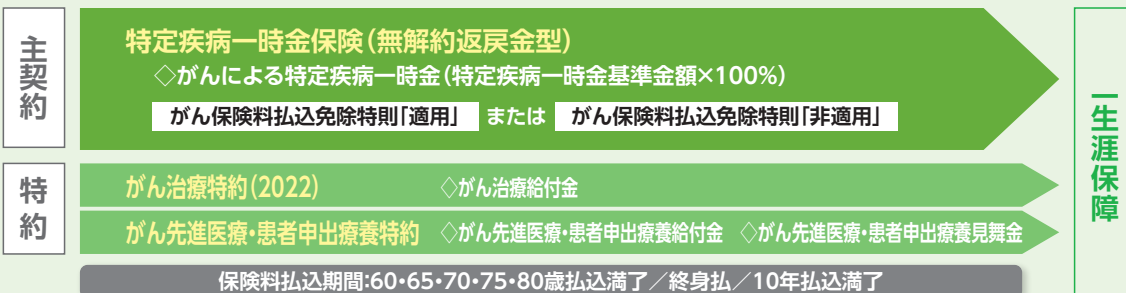 主契約
特定疾病一時金保険(無解約返戻金型)
◇がんによる特定疾病一時金(特定疾病一時金基準金額×100%)
がん保険料払込免除特則「適用」 または がん保険料払込免除特則「非適用」
特約
がん治療特約(2022) ◇がん治療給付金
がん先進医療・患者申出療養特約 ◇がん先進医療・患者申出療養給付金 ◇がん先進医療・患者申出療養見舞金
一生涯保障
保険料払込期間:60・65・70・75・80歳払込満了/終身払/10年払込満了